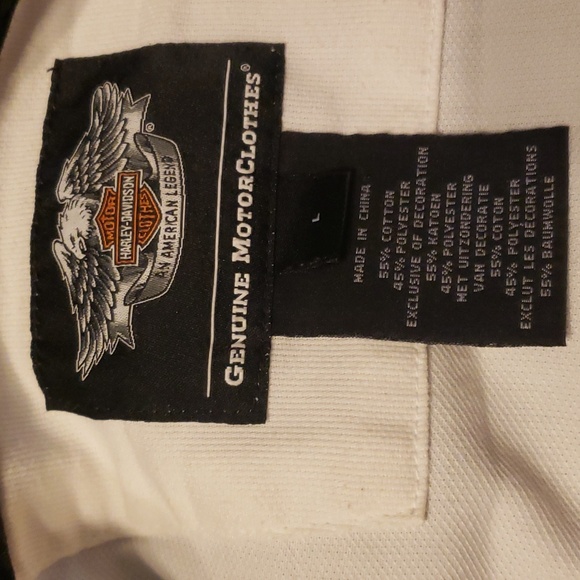 MOTOR
HARLEY-DAVIDSON
CLOTHES
®
AN AMERICAN LEGEND
GENUINE MOTORCLOTHES®
L
MADE IN CHINA
55% COTTON
45% POLYESTER
EXCLUSIVE OF DECORATION
55% KATOEN
45% POLYESTER
MET UITZONDERING
VAN DECORATIE
55% COTON
45% POLYESTER
EXCLUT LES DÉCORATIONS
55% BAUMWOLLE